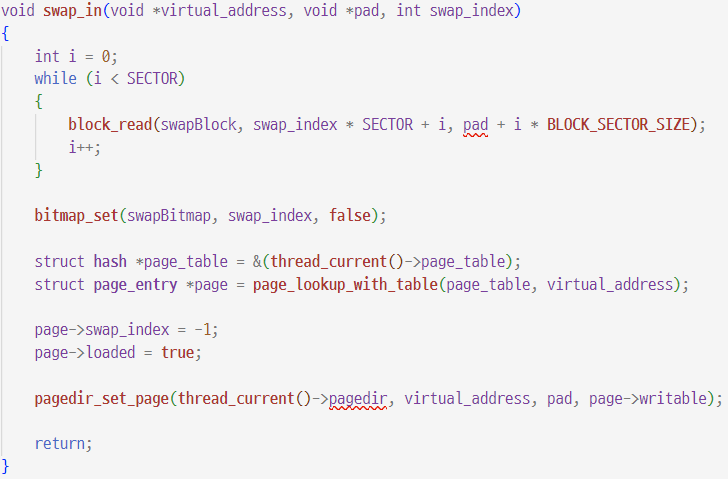 void swap_in(void *virtual_address, void *pad, int swap_index)
{
    int i = 0;
    while (i < SECTOR)
    {
        block_read(swapBlock, swap_index * SECTOR + i, pad + i * BLOCK_SECTOR_SIZE);
        i++;
    }

    bitmap_set(swapBitmap, swap_index, false);

    struct hash *page_table = &(thread_current()->page_table);
    struct page_entry *page = page_lookup_with_table(page_table, virtual_address);

    page->swap_index = -1;
    page->loaded = true;

    pagedir_set_page(thread_current()->pagedir, virtual_address, pad, page->writable);

    return;
}